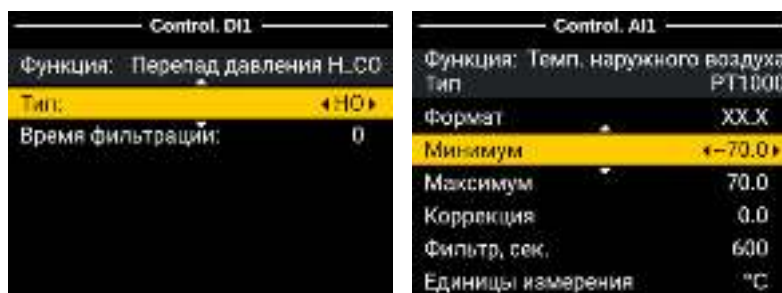 Control. DI1
Функция: Перепад давления H_CO
Тип: НО
Время фильтрации: 0
Control. AI1
Функция: Темп. наружного воздуха
Тип PT1000
Формат XX.X
Минимум -70.0
Максимум 70.0
Коррекция 0.0
Фильтр, сек. 600
Единицы измерения °C